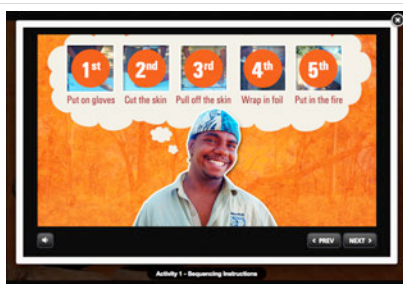 1st 2nd 3rd 4th 5th
Put on gloves Cut the skin Pull off the skin Wrap in foil Put in the fire
< PREV NEXT >
Activity 1 - Sequencing Instructions